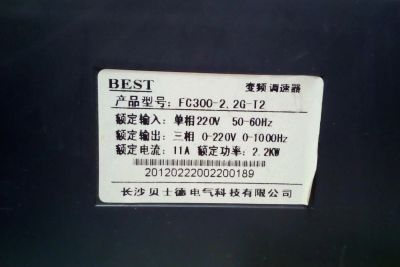 BEST 变频调速器
产品型号: FC300-2.2G-T2
额定输入: 单相220V 50-60Hz
额定输出: 三相 0-220V 0-1000Hz
额定电流: 11A 额定功率: 2.2KW
20120222002200189
长沙贝士德电气科技有限公司